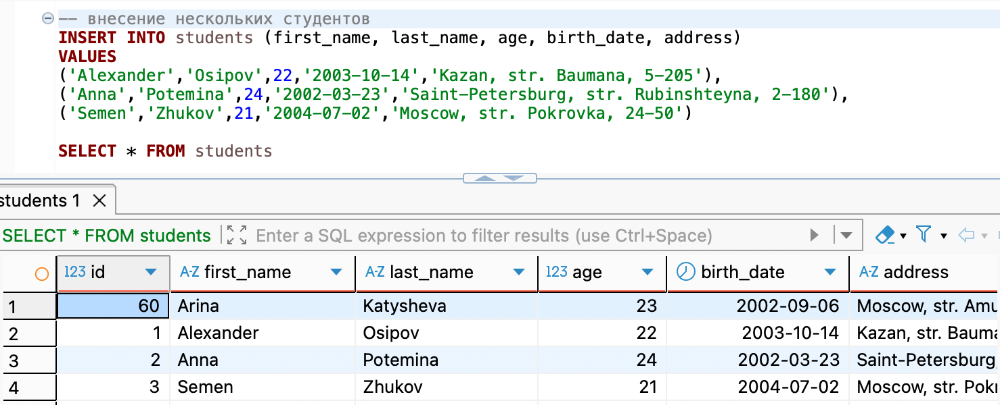 -- внесение нескольких студентов
INSERT INTO students (first_name, last_name, age, birth_date, address)
VALUES
('Alexander','Osipov',22,'2003-10-14','Kazan, str. Baumana, 5-205'),
('Anna','Potemina',24,'2002-03-23','Saint-Petersburg, str. Rubinshteyna, 2-180'),
('Semen','Zhukov',21,'2004-07-02','Moscow, str. Pokrovka, 24-50')
SELECT * FROM students
students 1
SELECT * FROM students Enter a SQL expression to filter results (use Ctrl+Space)
123 id A-Z first_name A-Z last_name 123 age birth_date A-Z address
1 60 Arina Katysheva 23 2002-09-06 Moscow, str. Amu
2 1 Alexander Osipov 22 2003-10-14 Kazan, str. Bauma
3 2 Anna Potemina 24 2002-03-23 Saint-Petersburg,
4 3 Semen Zhukov 21 2004-07-02 Moscow, str. Pok